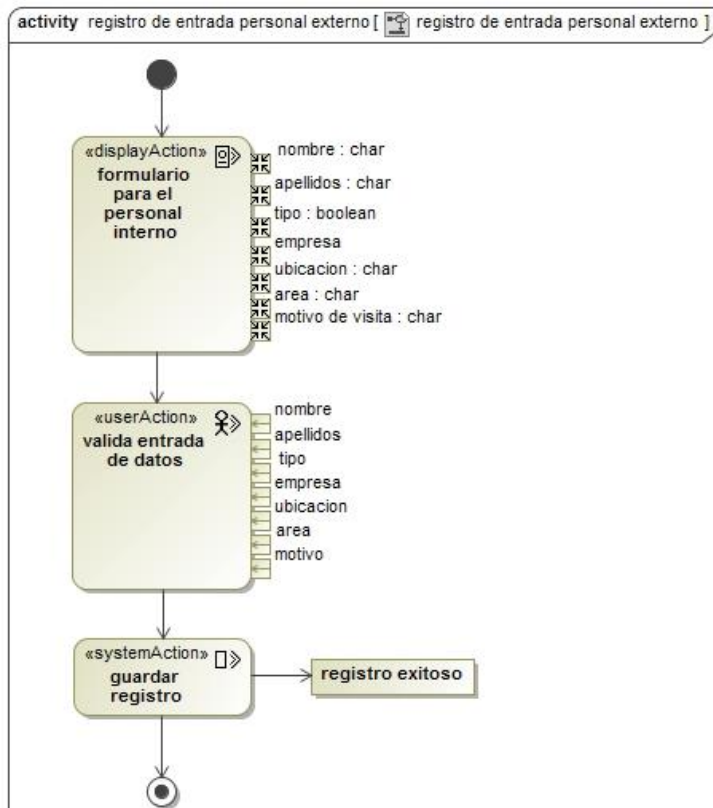 activity registro de entrada personal externo [ registro de entrada personal externo ]
«displayAction»
formulario
para el
personal
interno
nombre : char
apellidos : char
tipo : boolean
empresa
ubicacion : char
area : char
motivo de visita : char
«userAction»
valida entrada
de datos
nombre
apellidos
tipo
empresa
ubicacion
area
motivo
«systemAction»
guardar
registro
registro exitoso